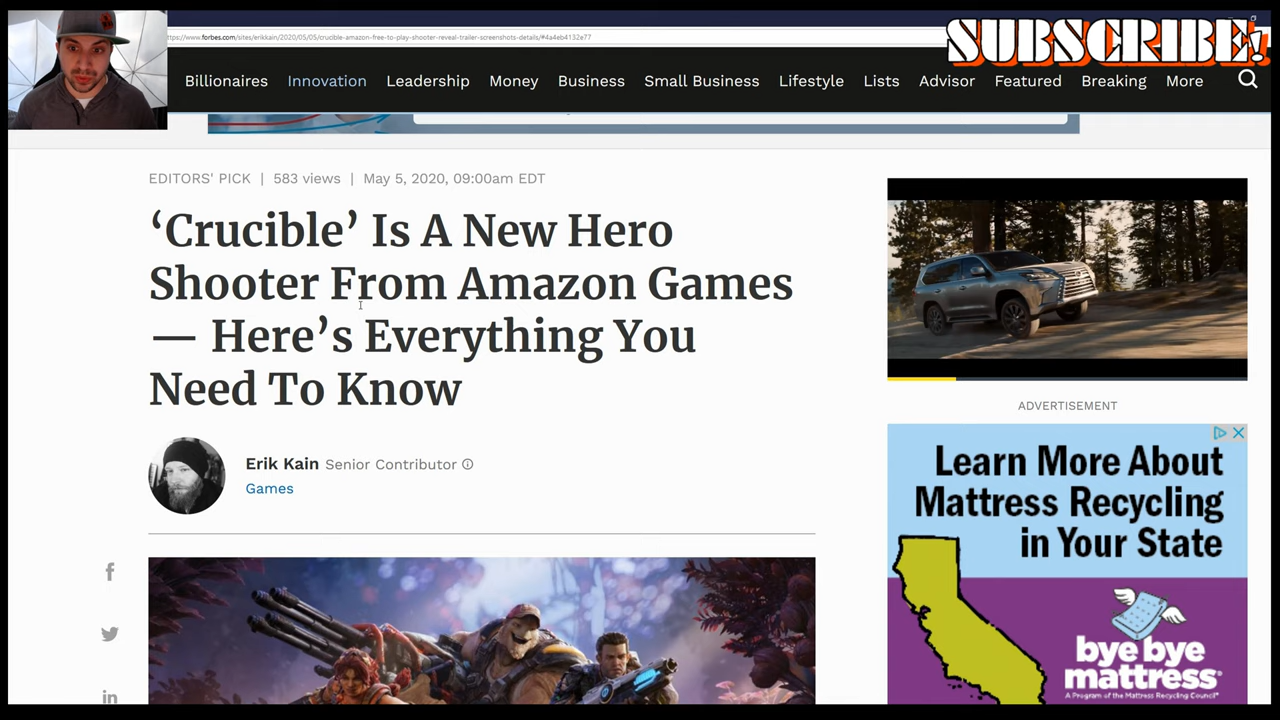 SUBSCRIBE!
https://www.forbes.com/sites/erikkain/2020/05/05/crucible-amazon-free-to-play-shooter-reveal-trailer-screenshots-details/#4a4eb4132e77
Billionaires Innovation Leadership Money Business Small Business Lifestyle Lists Advisor Featured Breaking More
EDITORS' PICK | 583 views | May 5, 2020, 09:00am EDT
‘Crucible’ Is A New Hero
Shooter From Amazon Games
— Here’s Everything You
Need To Know
Erik Kain Senior Contributor
Games
ADVERTISEMENT
Learn More About
Mattress Recycling
in Your State
bye bye
mattress
A Program of the Mattress Recycling Council